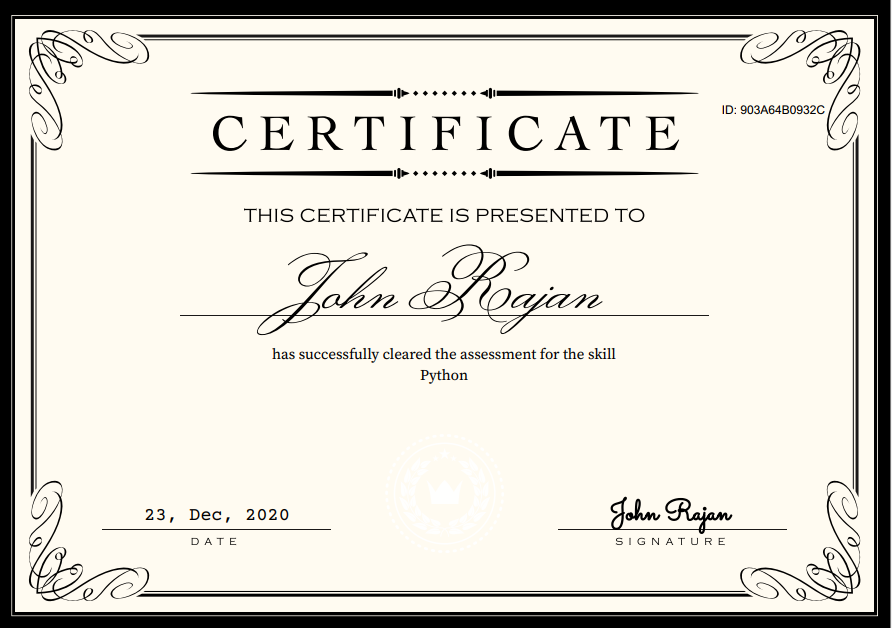 ID: 903A64B0932C
CERTIFICATE
THIS CERTIFICATE IS PRESENTED TO
John Rajan
has successfully cleared the assessment for the skill
Python
23, Dec, 2020
John Rajan
DATE
SIGNATURE